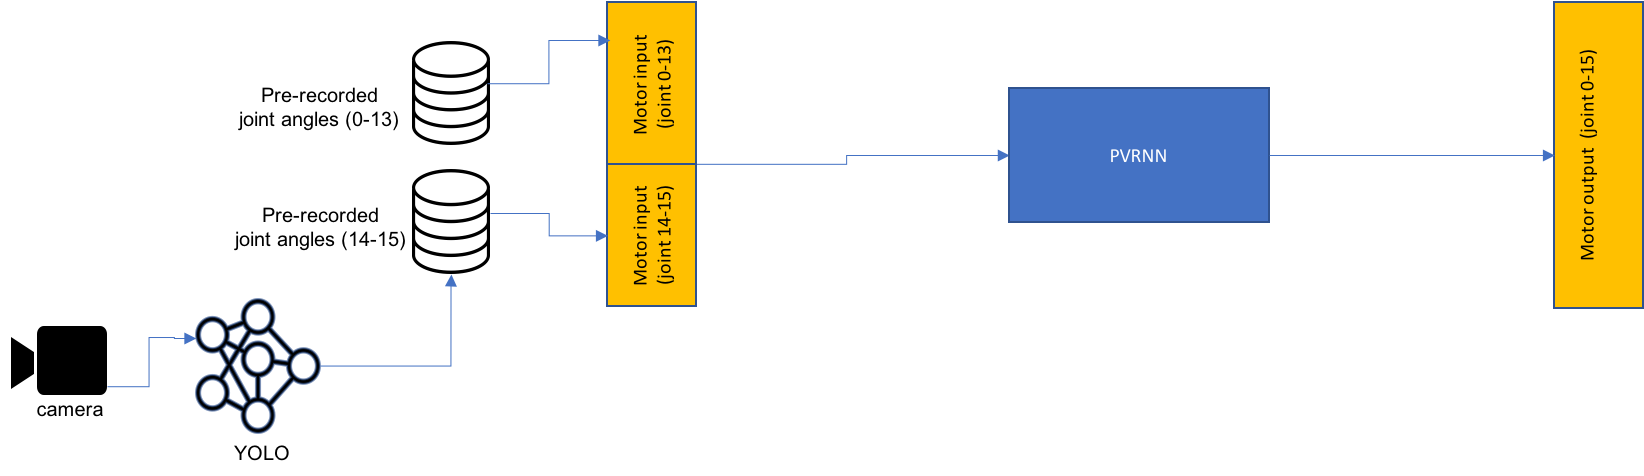 Pre-recorded
joint angles (0-13)
Motor input
(joint 0-13)
Pre-recorded
joint angles (14-15)
Motor input
(joint 14-15)
PVRNN
Motor output (joint 0-15)
camera
YOLO